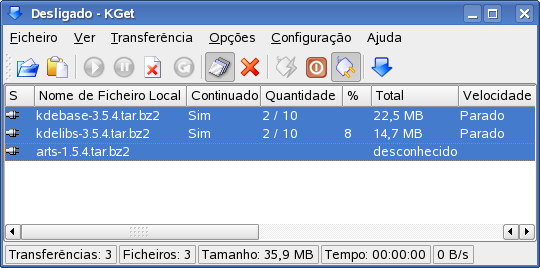 Desligado - KGet
Ficheiro Ver Transferência Opções Configuração Ajuda
S Nome de Ficheiro Local Continuado Quantidade % Total Velocidade
kdebase-3.5.4.tar.bz2 Sim 2 / 10 22,5 MB Parado
kdelibs-3.5.4.tar.bz2 Sim 2 / 10 8 14,7 MB Parado
arts-1.5.4.tar.bz2 desconhecido
Transferências: 3 Ficheiros: 3 Tamanho: 35,9 MB Tempo: 00:00:00 0 B/s